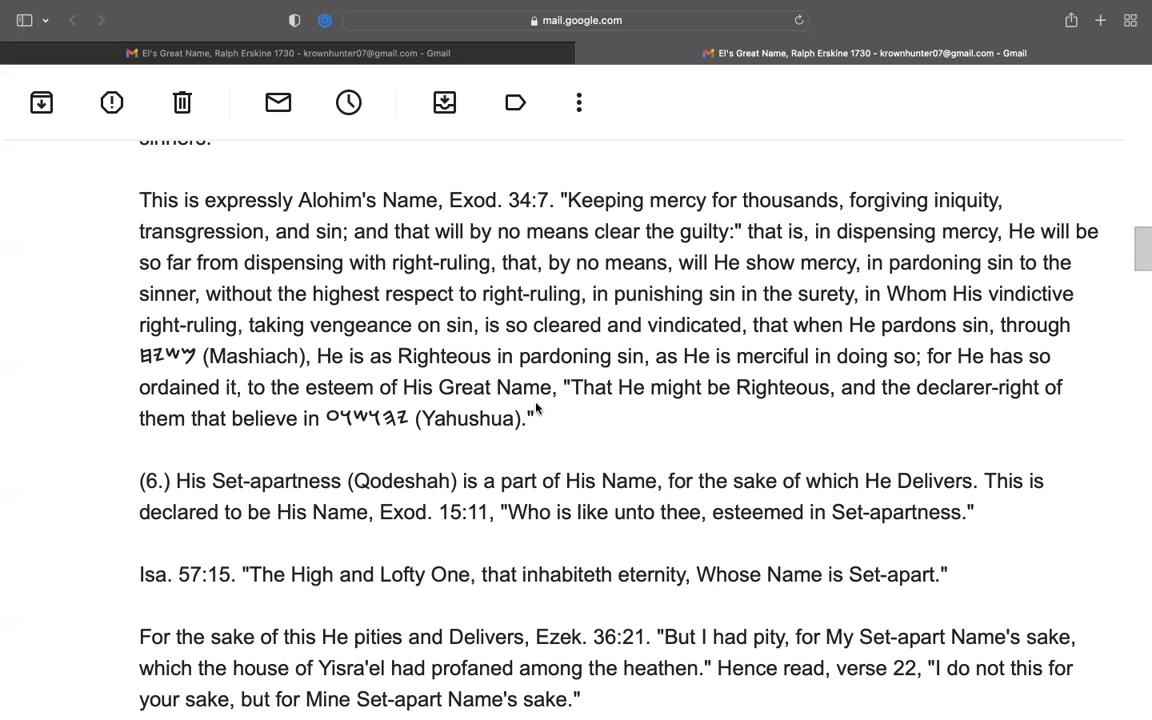 mail.google.com
El's Great Name, Ralph Erskine 1730 - krownhunter07@gmail.com - Gmail
El's Great Name, Ralph Erskine 1730 - krownhunter07@gmail.com - Gmail
sinners.
This is expressly Alohim's Name, Exod. 34:7. "Keeping mercy for thousands, forgiving iniquity,
transgression, and sin; and that will by no means clear the guilty:" that is, in dispensing mercy, He will be
so far from dispensing with right-ruling, that, by no means, will He show mercy, in pardoning sin to the
sinner, without the highest respect to right-ruling, in punishing sin in the surety, in Whom His vindictive
right-ruling, taking vengeance on sin, is so cleared and vindicated, that when He pardons sin, through
𐤌𐤔𐤉𐤇 (Mashiach), He is as Righteous in pardoning sin, as He is merciful in doing so; for He has so
ordained it, to the esteem of His Great Name, "That He might be Righteous, and the declarer-right of
them that believe in 𐤉𐤄𐤅𐤔𐤅𐤏 (Yahushua)."
(6.) His Set-apartness (Qodeshah) is a part of His Name, for the sake of which He Delivers. This is
declared to be His Name, Exod. 15:11, "Who is like unto thee, esteemed in Set-apartness."
Isa. 57:15. "The High and Lofty One, that inhabiteth eternity, Whose Name is Set-apart."
For the sake of this He pities and Delivers, Ezek. 36:21. "But I had pity, for My Set-apart Name's sake,
which the house of Yisra'el had profaned among the heathen." Hence read, verse 22, "I do not this for
your sake, but for Mine Set-apart Name's sake."